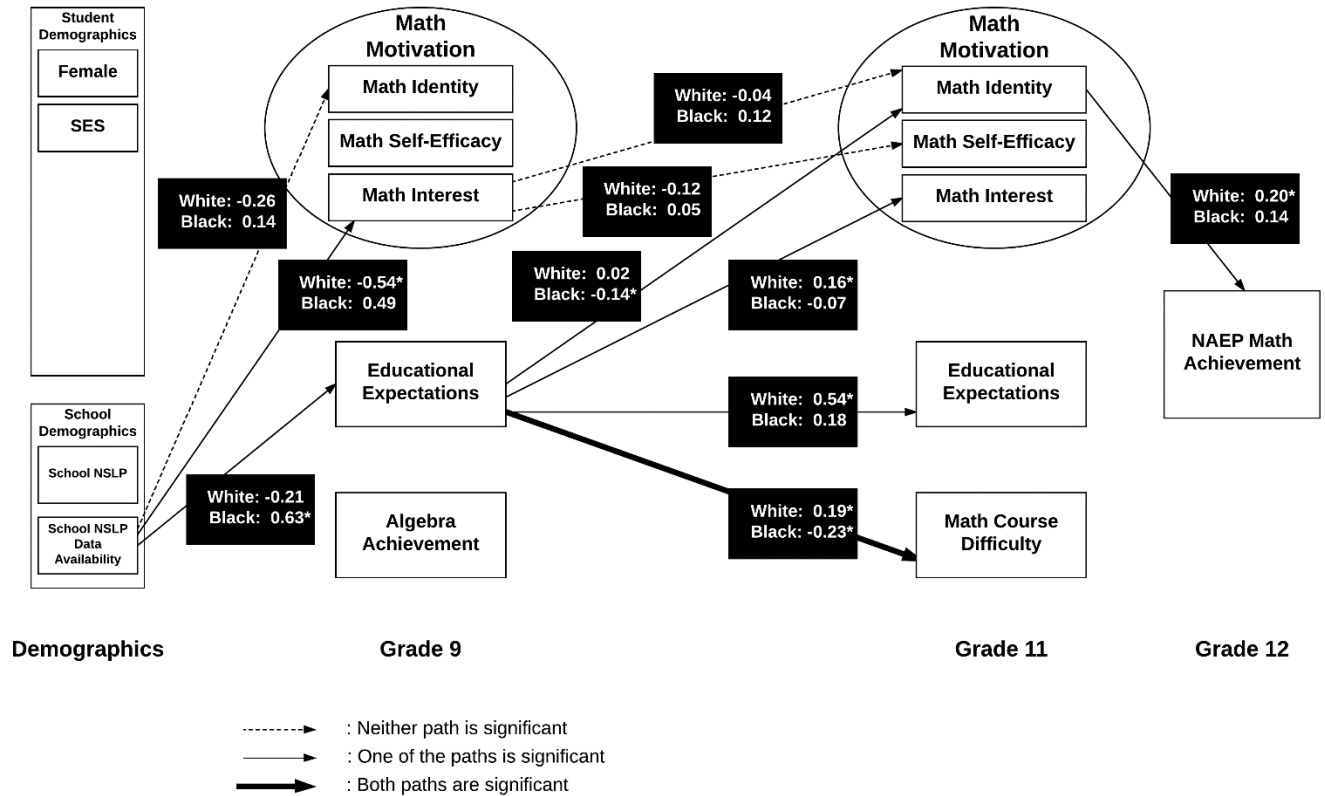 Student
Demographics
Female
SES
School
Demographics
School NSLP
School NSLP
Data
Availability
Demographics
Math
Motivation
Math Identity
Math Self-Efficacy
Math Interest
White: -0.26
Black: 0.14
White: -0.54*
Black: 0.49
White: -0.21
Black: 0.63*
Educational
Expectations
Algebra
Achievement
Grade 9
White: -0.04
Black: 0.12
White: -0.12
Black: 0.05
White: 0.02
Black: -0.14*
White: 0.16*
Black: -0.07
White: 0.54*
Black: 0.18
White: 0.19*
Black: -0.23*
Math
Motivation
Math Identity
Math Self-Efficacy
Math Interest
Educational
Expectations
Math Course
Difficulty
Grade 11
White: 0.20*
Black: 0.14
NAEP Math
Achievement
Grade 12
: Neither path is significant
: One of the paths is significant
: Both paths are significant